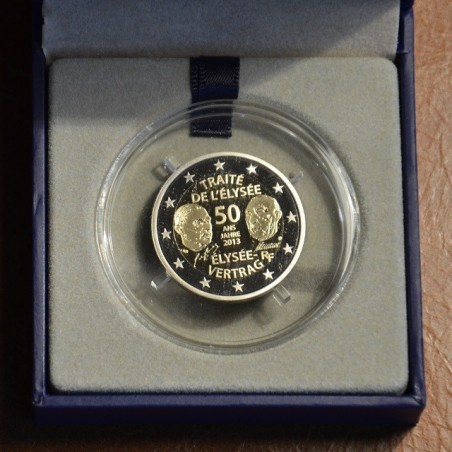 TRAITÉ
DE L'ÉLYSÉE
50
ANS
JAHRE
2013
ÉLYSÉE- RF
VERTRAG